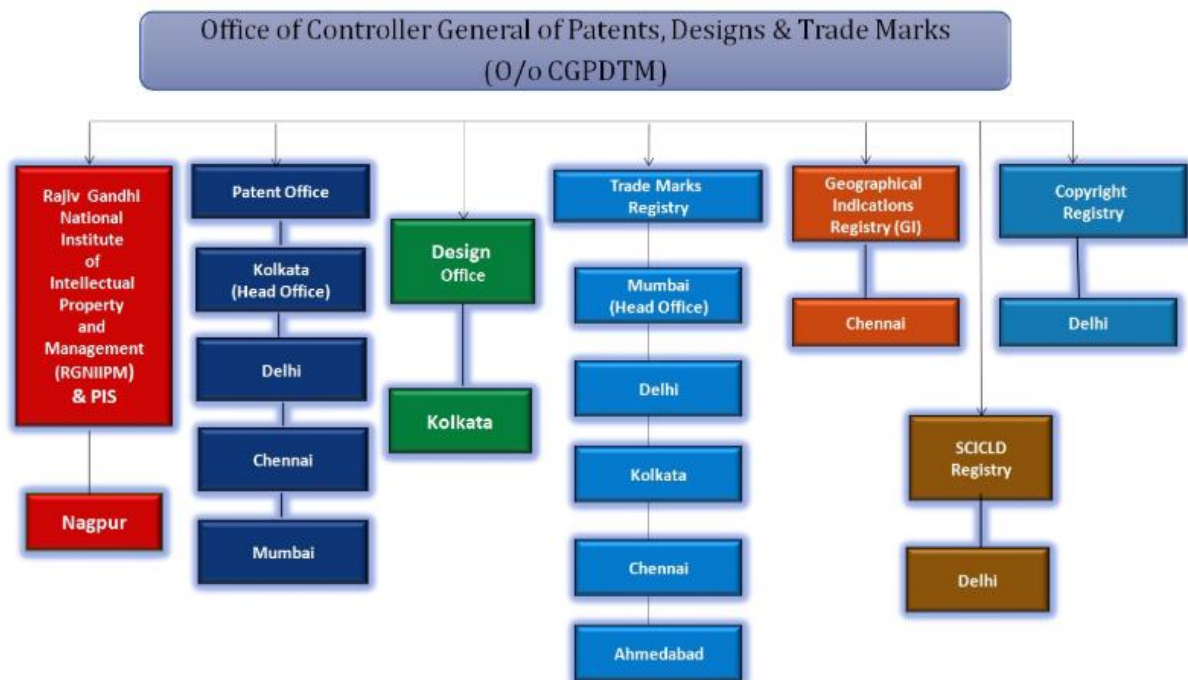 Office of Controller General of Patents, Designs & Trade Marks
(O/o CGPDTM)
Rajiv Gandhi
National
Institute
of
Intellectual
Property
and
Management
(RGNIIPM)
& PIS
Nagpur
Patent Office
Kolkata
(Head Office)
Delhi
Chennai
Mumbai
Design
Office
Kolkata
Trade Marks
Registry
Mumbai
(Head Office)
Delhi
Kolkata
Chennai
Ahmedabad
Geographical
Indications
Registry (GI)
Chennai
SCICLD
Registry
Delhi
Copyright
Registry
Delhi